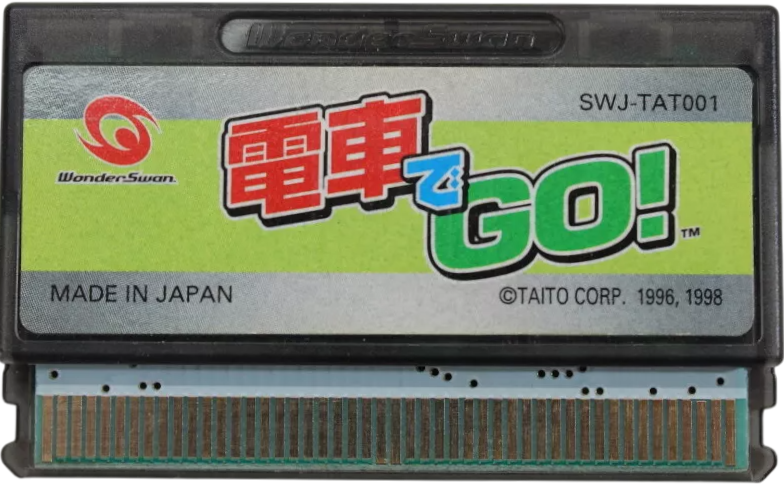 WonderSwan
SWJ-TAT001
WonderSwan
電車でGO!™
MADE IN JAPAN
©TAITO CORP. 1996, 1998